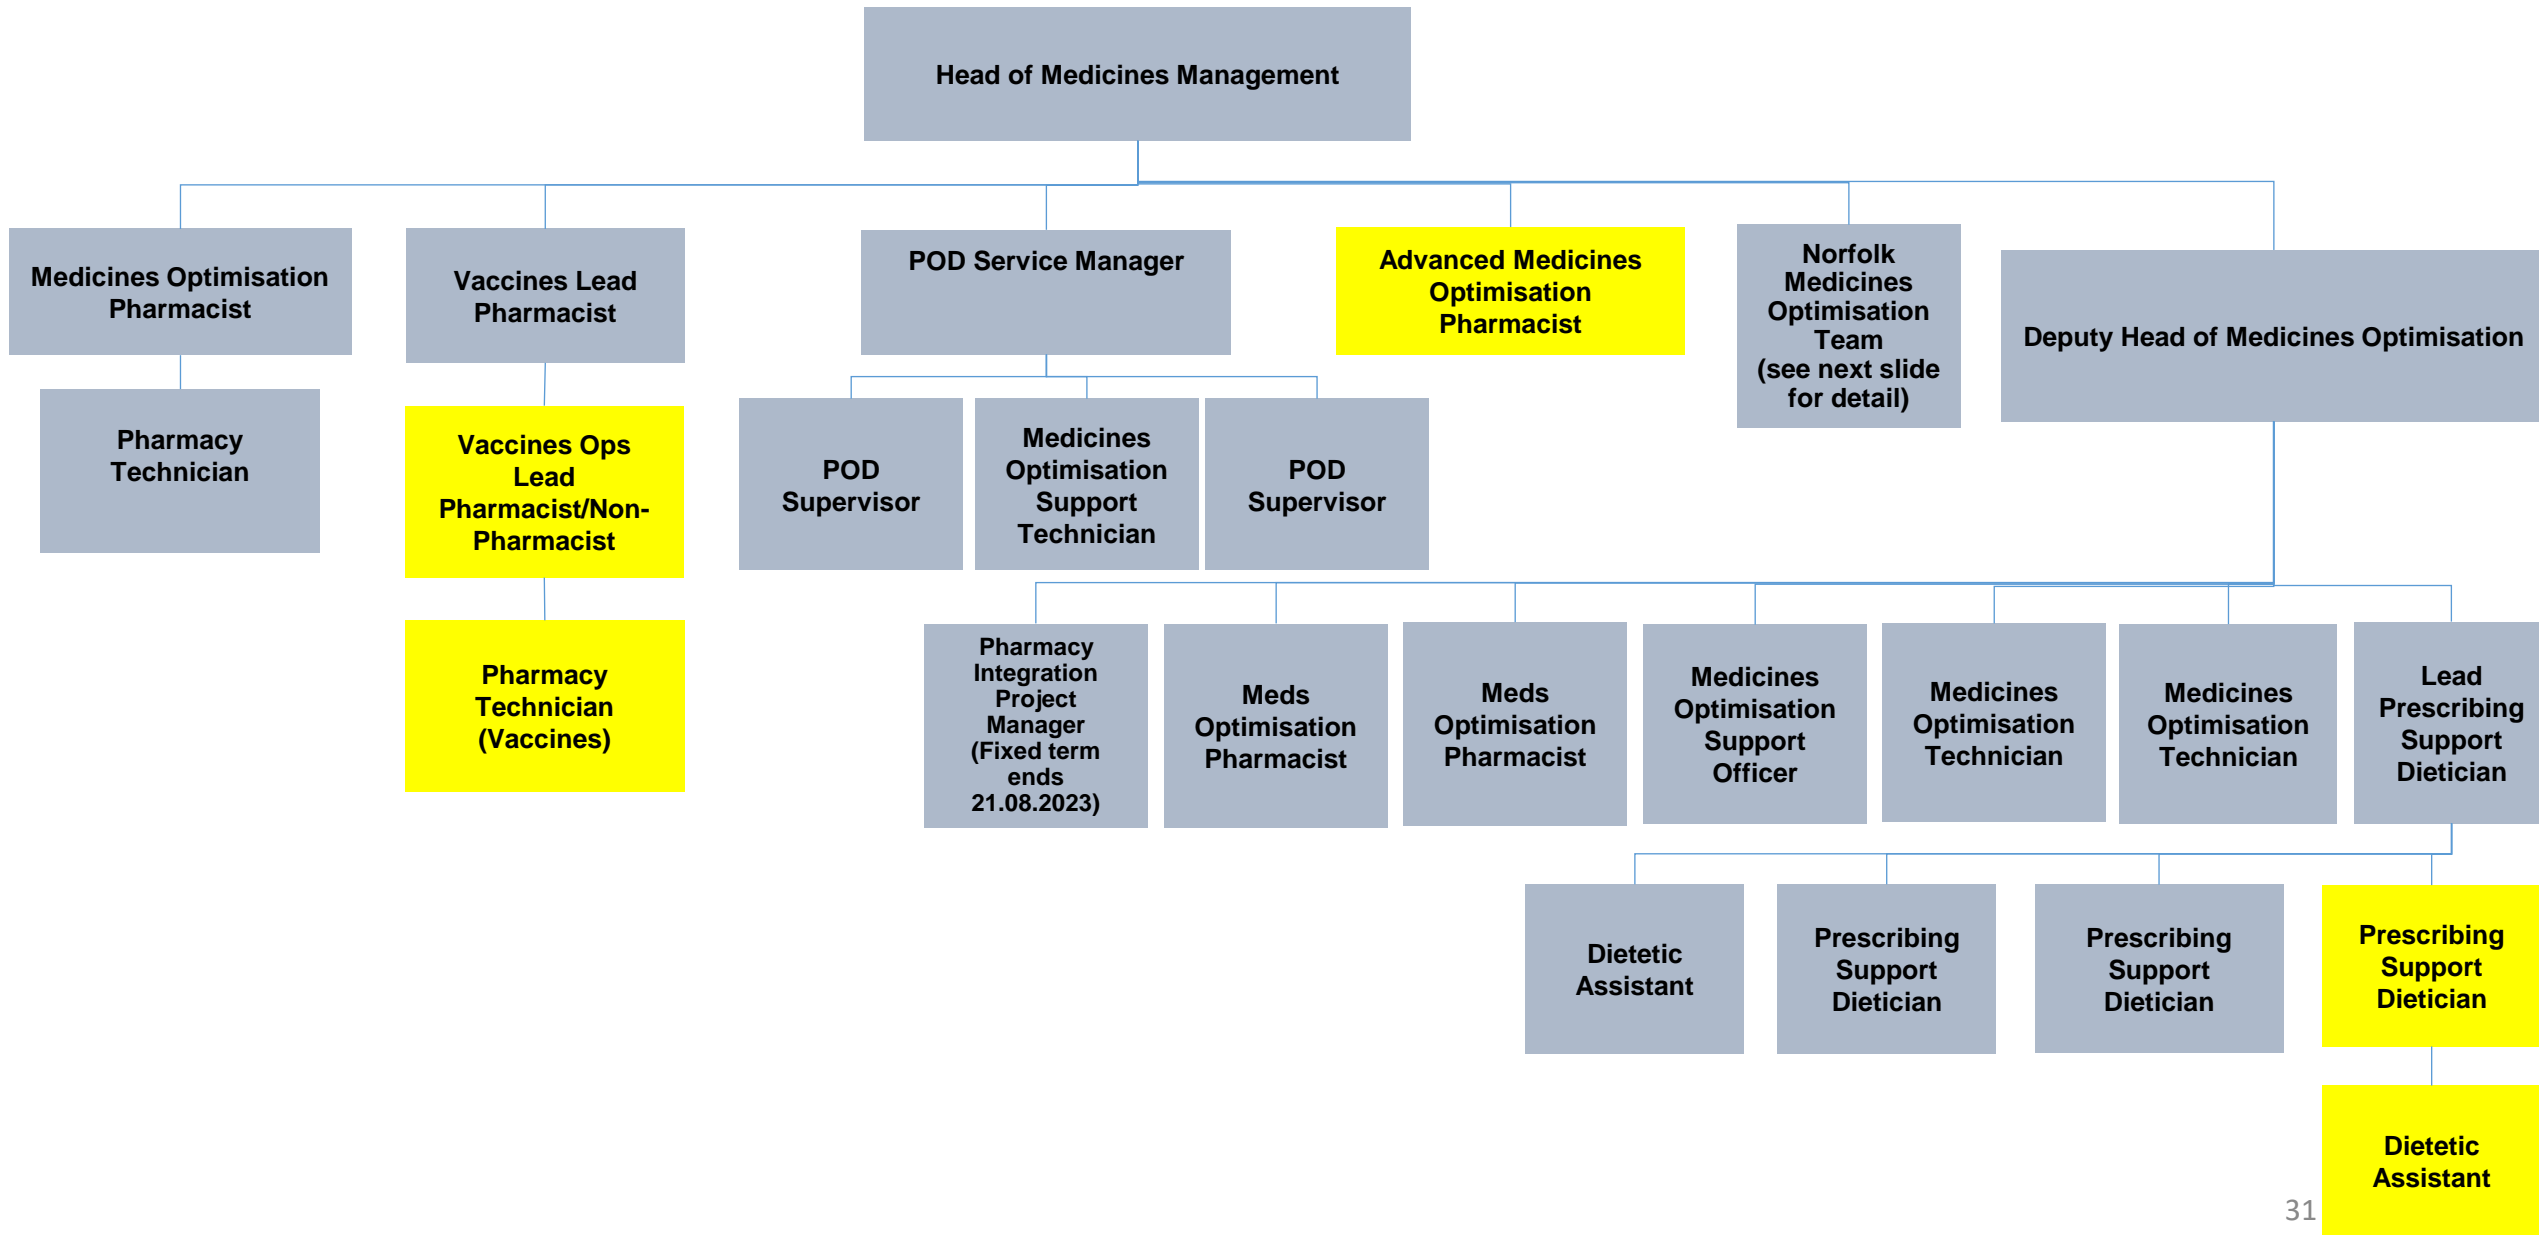 Head of Medicines Management
Medicines Optimisation
Pharmacist
Vaccines Lead
Pharmacist
POD Service Manager
Advanced Medicines
Optimisation
Pharmacist
Norfolk
Medicines
Optimisation
Team
(see next slide
for detail)
Deputy Head of Medicines Optimisation
Pharmacy
Technician
Vaccines Ops
Lead
Pharmacist/Non-
Pharmacist
POD
Supervisor
Medicines
Optimisation
Support
Technician
POD
Supervisor
Pharmacy
Technician
(Vaccines)
Pharmacy
Integration
Project
Manager
(Fixed term
ends
21.08.2023)
Meds
Optimisation
Pharmacist
Meds
Optimisation
Pharmacist
Medicines
Optimisation
Support
Officer
Medicines
Optimisation
Technician
Medicines
Optimisation
Technician
Lead
Prescribing
Support
Dietician
Dietetic
Assistant
Prescribing
Support
Dietician
Prescribing
Support
Dietician
Prescribing
Support
Dietician
Dietetic
Assistant
31